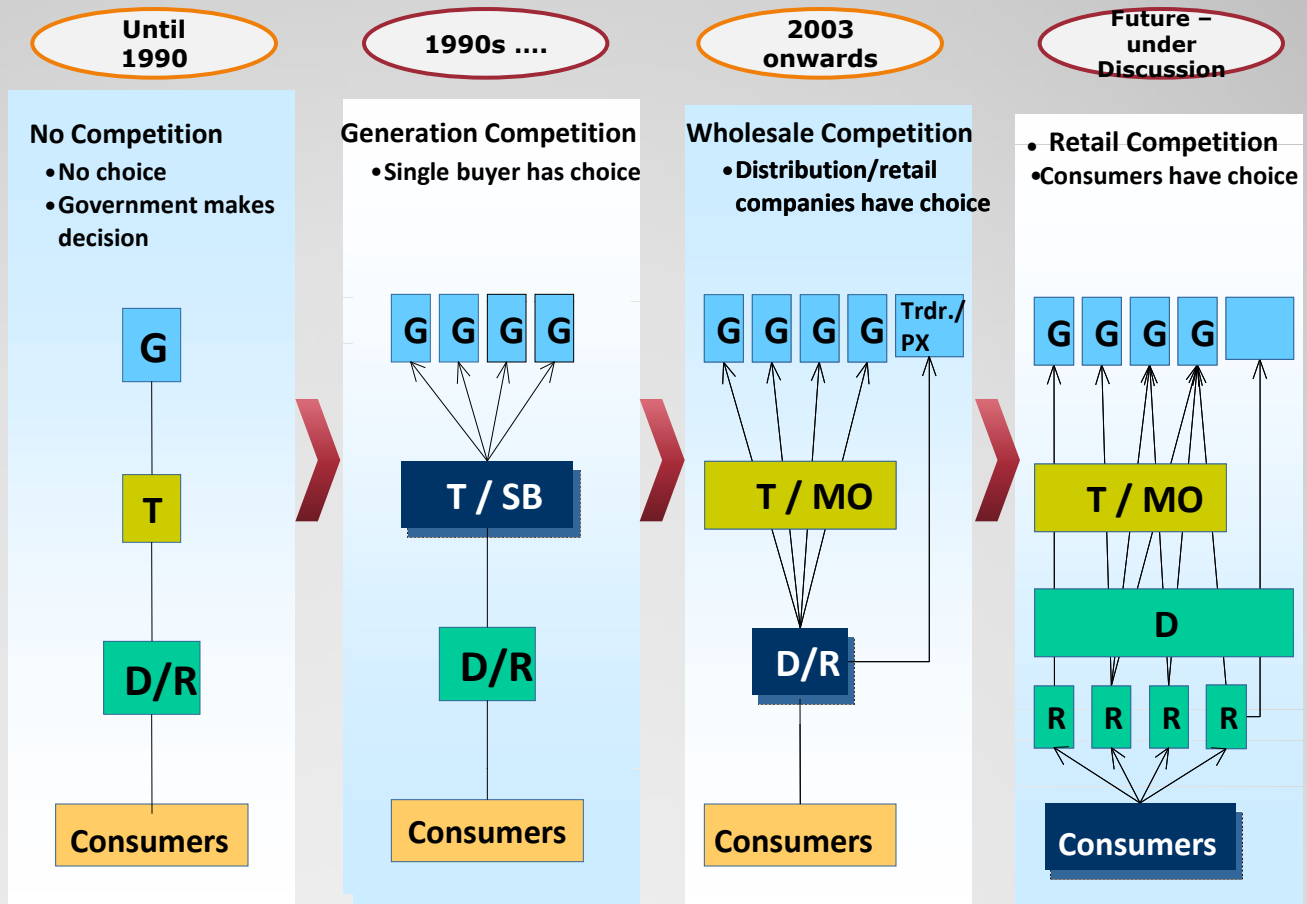 Until
1990
1990s ....
2003
onwards
Future –
under
Discussion
No Competition
•No choice
•Government makes
decision
G
T
D/R
Consumers
Generation Competition
•Single buyer has choice
G G G G
T / SB
D/R
Consumers
Wholesale Competition
•Distribution/retail
companies have choice
G G G G Trdr./
PX
T / MO
D/R
Consumers
• Retail Competition
•Consumers have choice
G G G G
T / MO
D
R R R R
Consumers